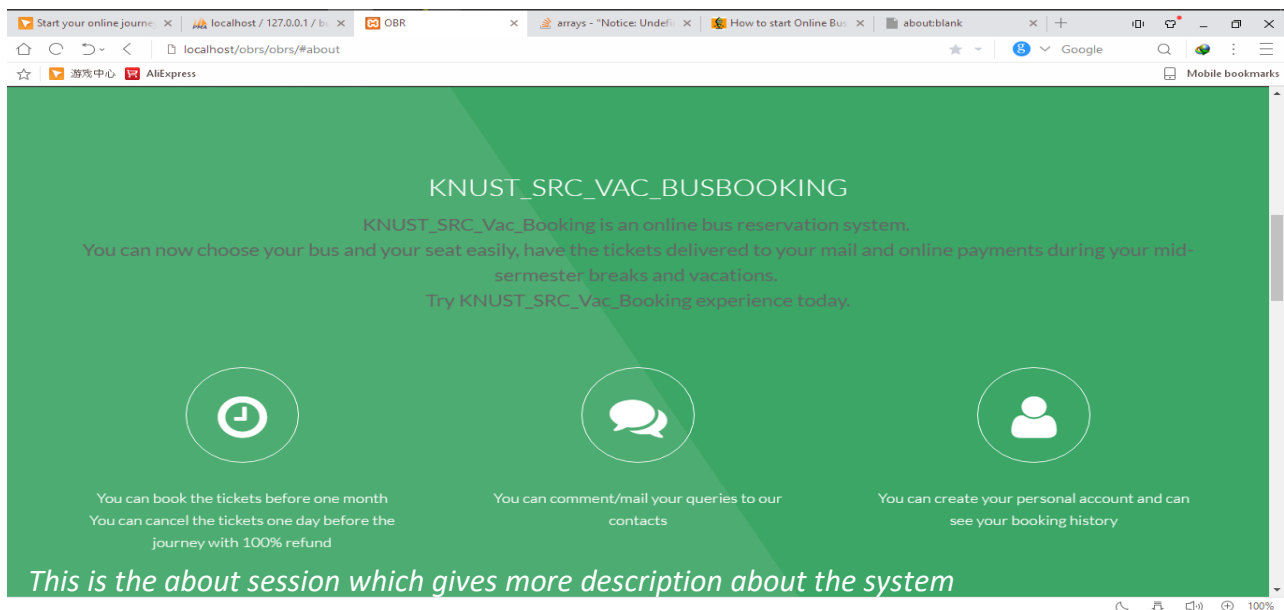 Start your online journe
localhost / 127.0.0.1 / b
OBR
arrays - "Notice: Undefi
How to start Online Bus
about:blank
localhost/obrs/obrs/#about
Google
游戏中心
AliExpress
Mobile bookmarks
KNUST_SRC_VAC_BUSBOOKING
KNUST_SRC_Vac_Booking is an online bus reservation system.
You can now choose your bus and your seat easily, have the tickets delivered to your mail and online payments during your mid-
sermester breaks and vacations.
Try KNUST_SRC_Vac_Booking experience today.
You can book the tickets before one month
You can cancel the tickets one day before the
journey with 100% refund
You can comment/mail your queries to our
contacts
You can create your personal account and can
see your booking history
This is the about session which gives more description about the system
100%